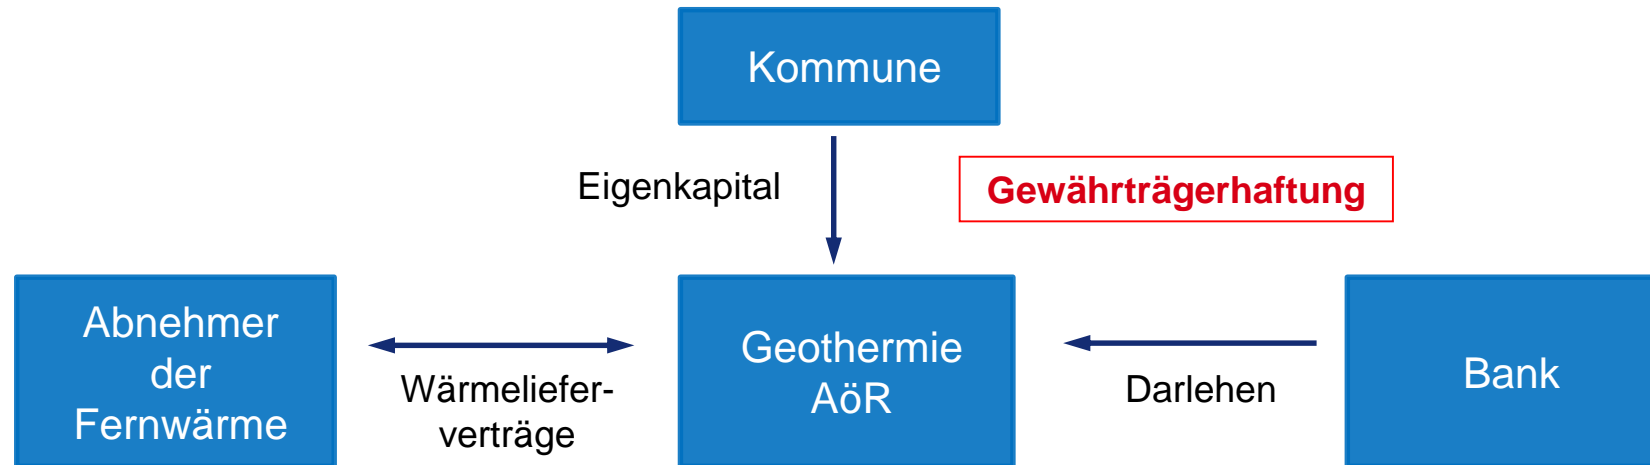 Kommune
Eigenkapital
Gewährträgerhaftung
Abnehmer
der
Fernwärme
Wärmeliefer-
verträge
Geothermie
AöR
Darlehen
Bank